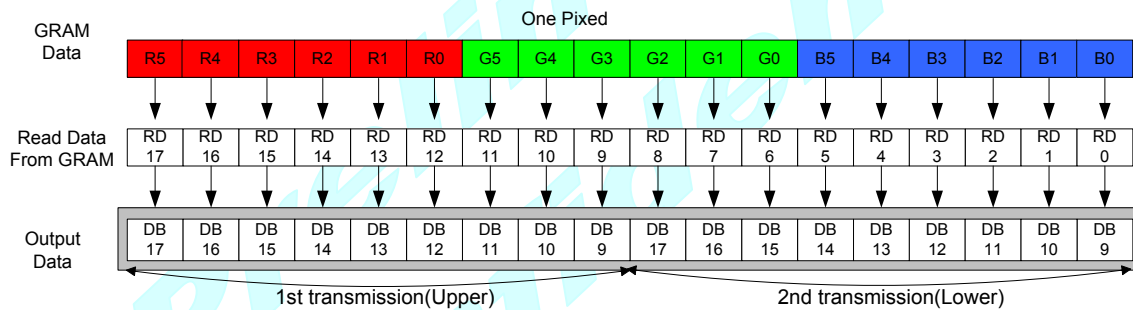 One Pixed
GRAM
Data
R5 R4 R3 R2 R1 R0 G5 G4 G3 G2 G1 G0 B5 B4 B3 B2 B1 B0
Read Data
From GRAM
RD RD RD RD RD RD RD RD RD RD RD RD RD RD RD RD RD RD
17 16 15 14 13 12 11 10 9 8 7 6 5 4 3 2 1 0
Output
Data
DB DB DB DB DB DB DB DB DB DB DB DB DB DB DB DB DB DB
17 16 15 14 13 12 11 10 9 17 16 15 14 13 12 11 10 9
1st transmission(Upper) 2nd transmission(Lower)